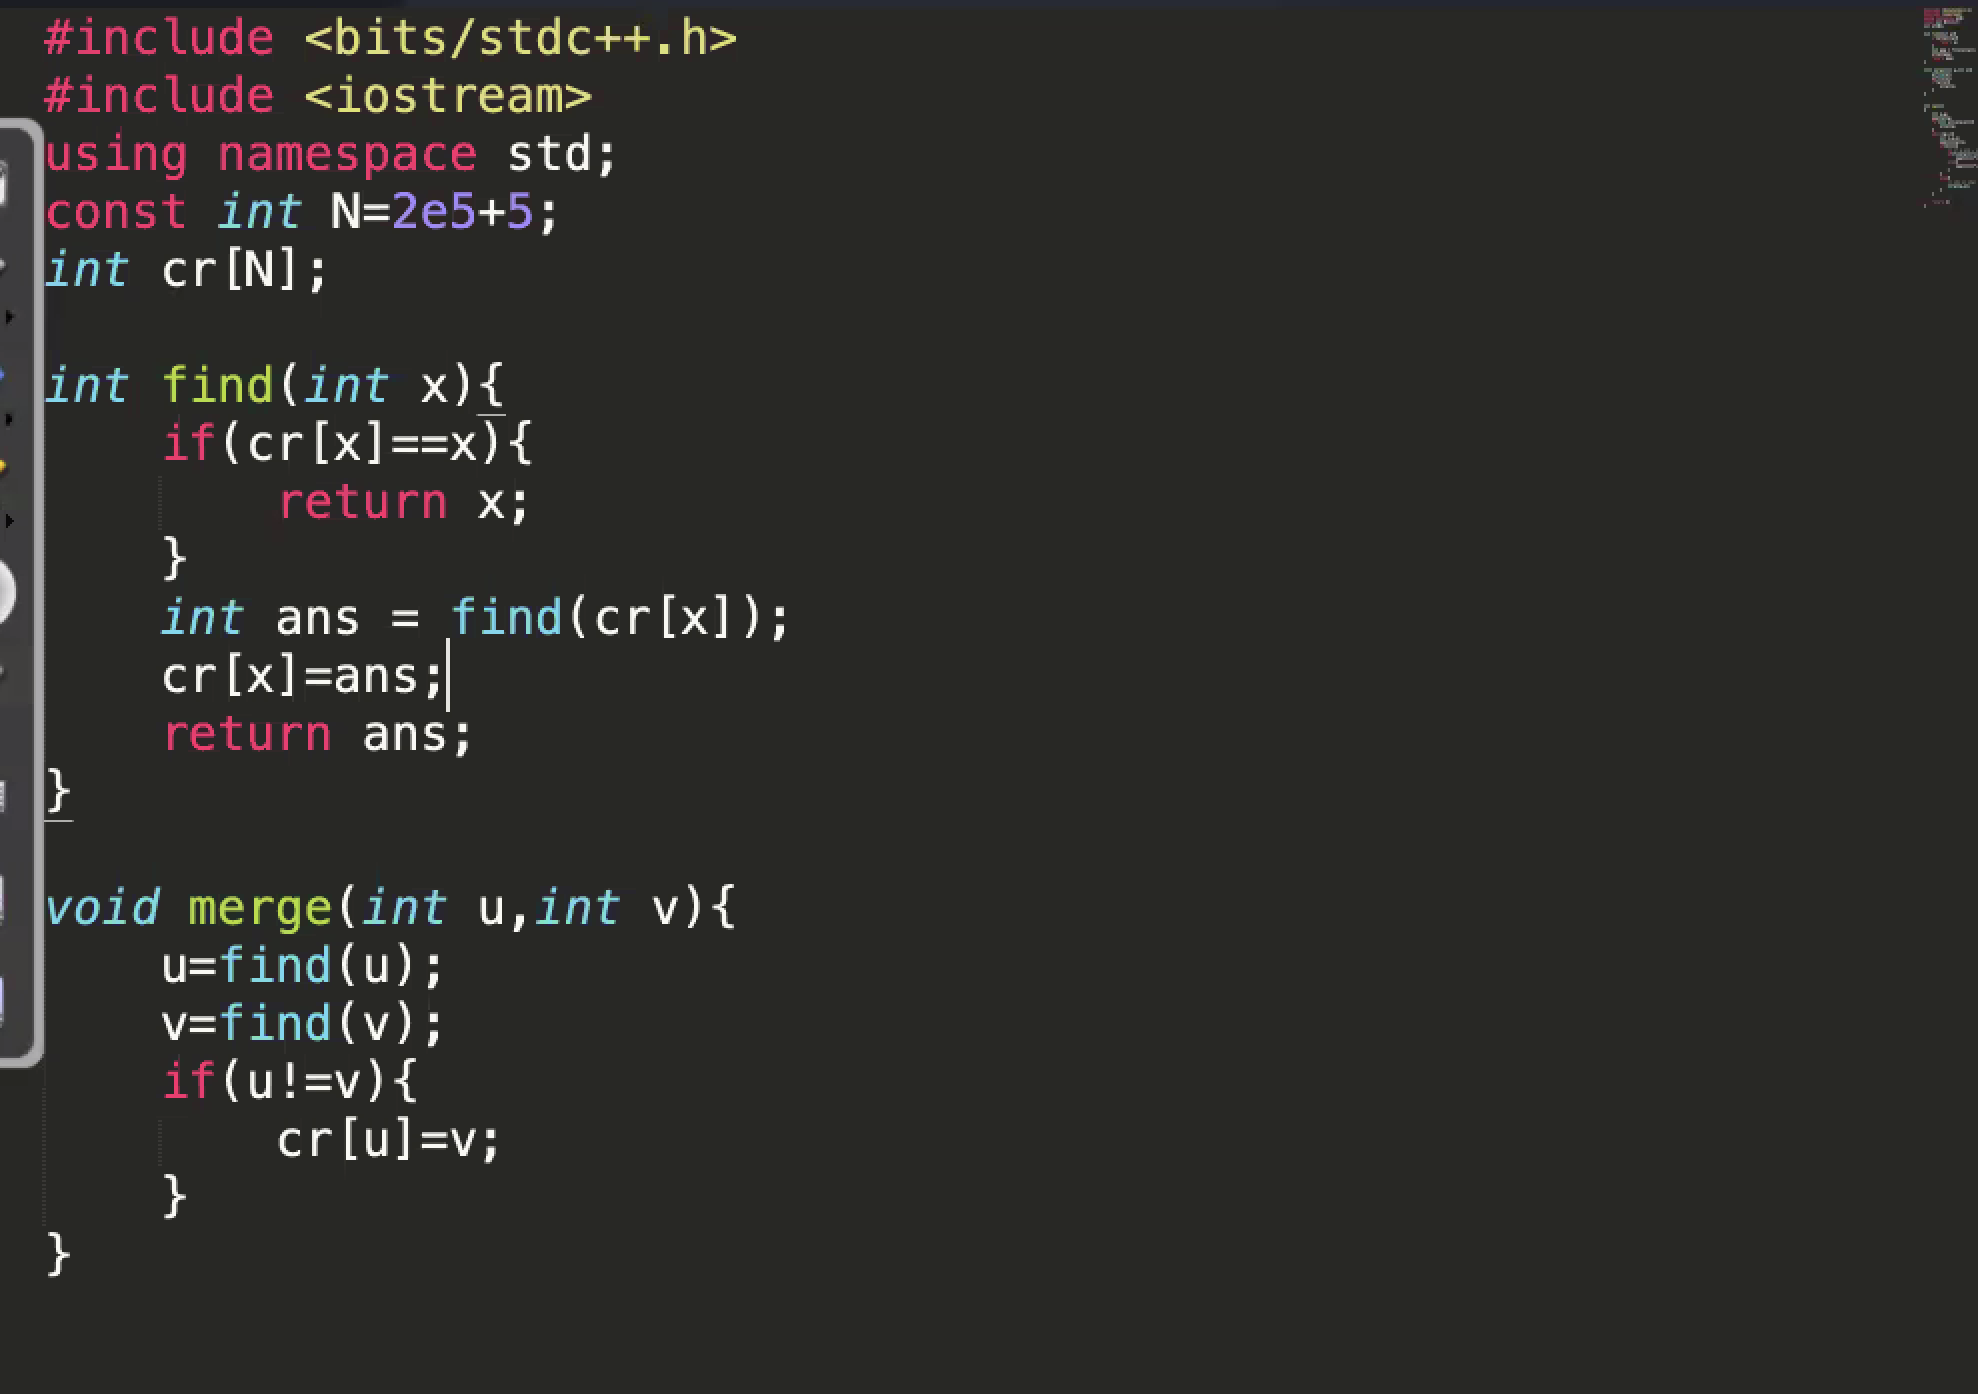 #include <bits/stdc++.h>
#include <iostream>
using namespace std;
const int N=2e5+5;
int cr[N];
int find(int x){
if(cr[x]==x){
return x;
}
int ans = find(cr[x]);
cr[x]=ans;
return ans;
}
void merge(int u,int v){
u=find(u);
v=find(v);
if(u!=v){
cr[u]=v;
}
}